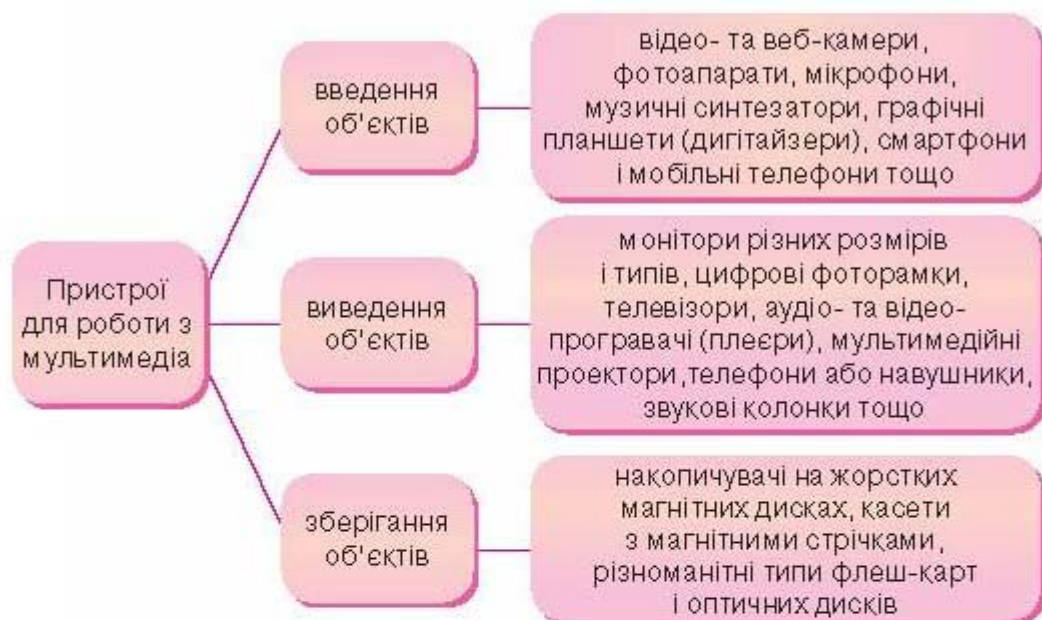 Пристрої
для роботи з
мультимедіа
введення
об'єктів
відео- та веб-камери,
фотоапарати, мікрофони,
музичні синтезатори, графічні
планшети (дигітайзери), смартфони
і мобільні телефони тощо
виведення
об'єктів
монітори різних розмірів
і типів, цифрові фоторамки,
телевізори, аудіо- та відео-
програвачі (плеєри), мультимедійні
проектори,телефони або навушники,
звукові колонки тощо
зберігання
об'єктів
накопичувачі на жорстких
магнітних дисках, касети
з магнітними стрічками,
різноманітні типи флеш-карт
і оптичних дисків